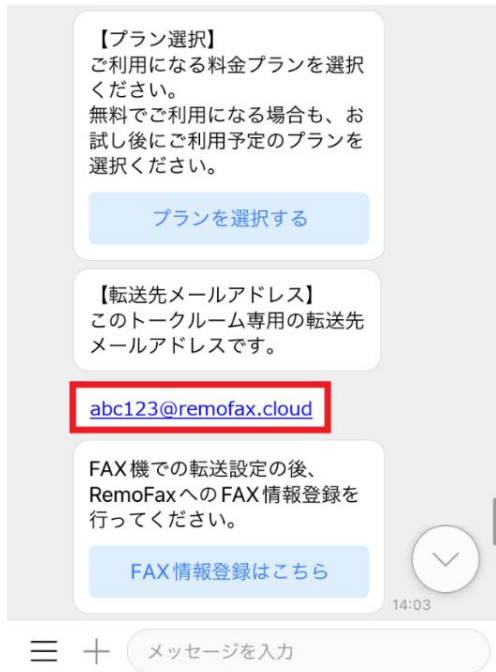 【プラン選択】
ご利用になる料金プランを選択
ください。
無料でご利用になる場合も、お
試し後にご利用予定のプランを
選択ください。
プランを選択する
【転送先メールアドレス】
このトークルーム専用の転送先
メールアドレスです。
abc123@remofax.cloud
FAX機での転送設定の後、
RemoFaxへのFAX情報登録を
行ってください。
FAX情報登録はこちら
14:03
メッセージを入力